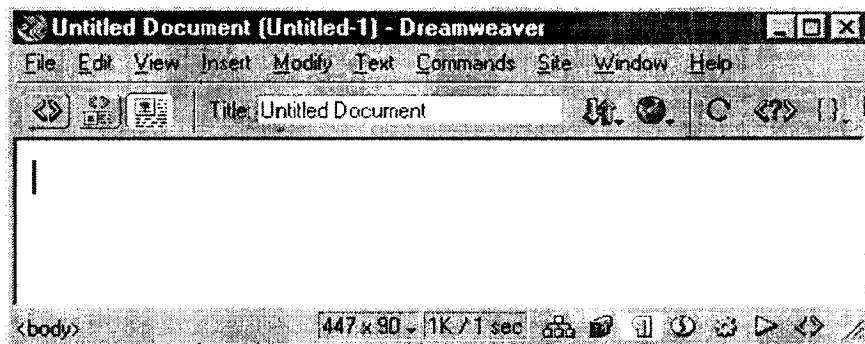 Untitled Document (Untitled-1) - Dreamweaver
File Edit View Insert Modify Text Commands Site Window Help
Title: Untitled Document
<body> 447 x 90 1K / 1 sec